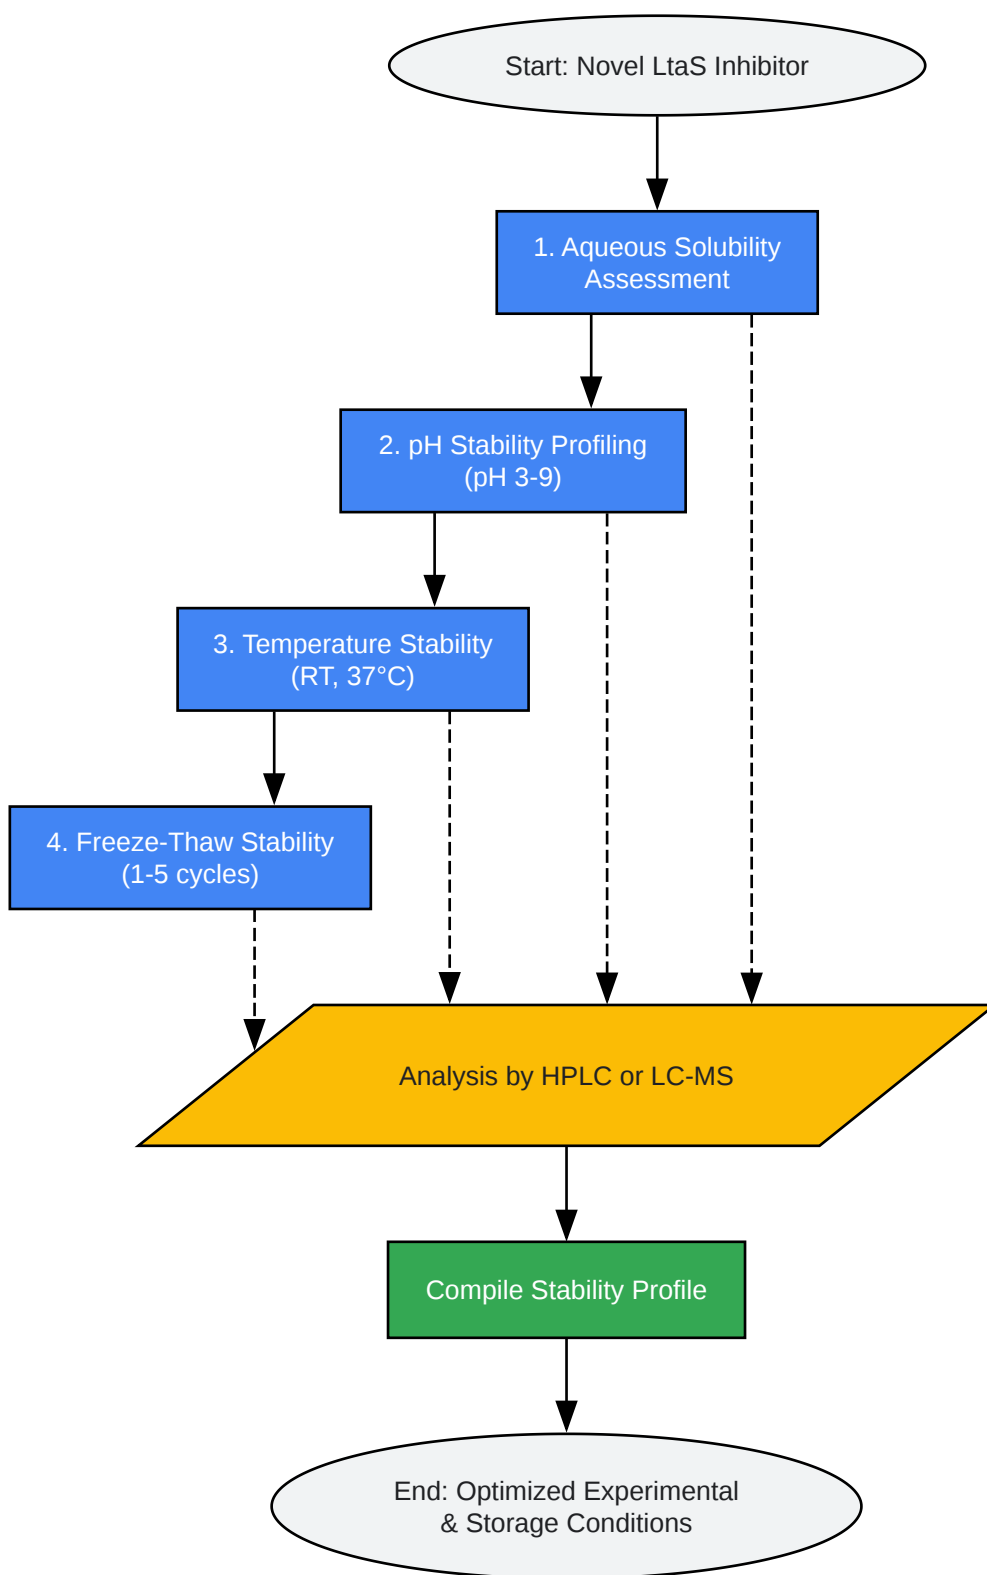 Start: Novel LtaS Inhibitor
1. Aqueous Solubility
Assessment
2. pH Stability Profiling
(pH 3-9)
3. Temperature Stability
(RT, 37°C)
4. Freeze-Thaw Stability
(1-5 cycles)
Analysis by HPLC or LC-MS
Compile Stability Profile
End: Optimized Experimental
& Storage Conditions